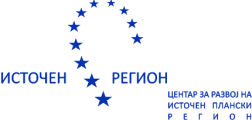 ИСТОЧЕН РЕГИОН
ЦЕНТАР ЗА РАЗВОЈ НА
ИСТОЧЕН ПЛАНСКИ
РЕГИОН